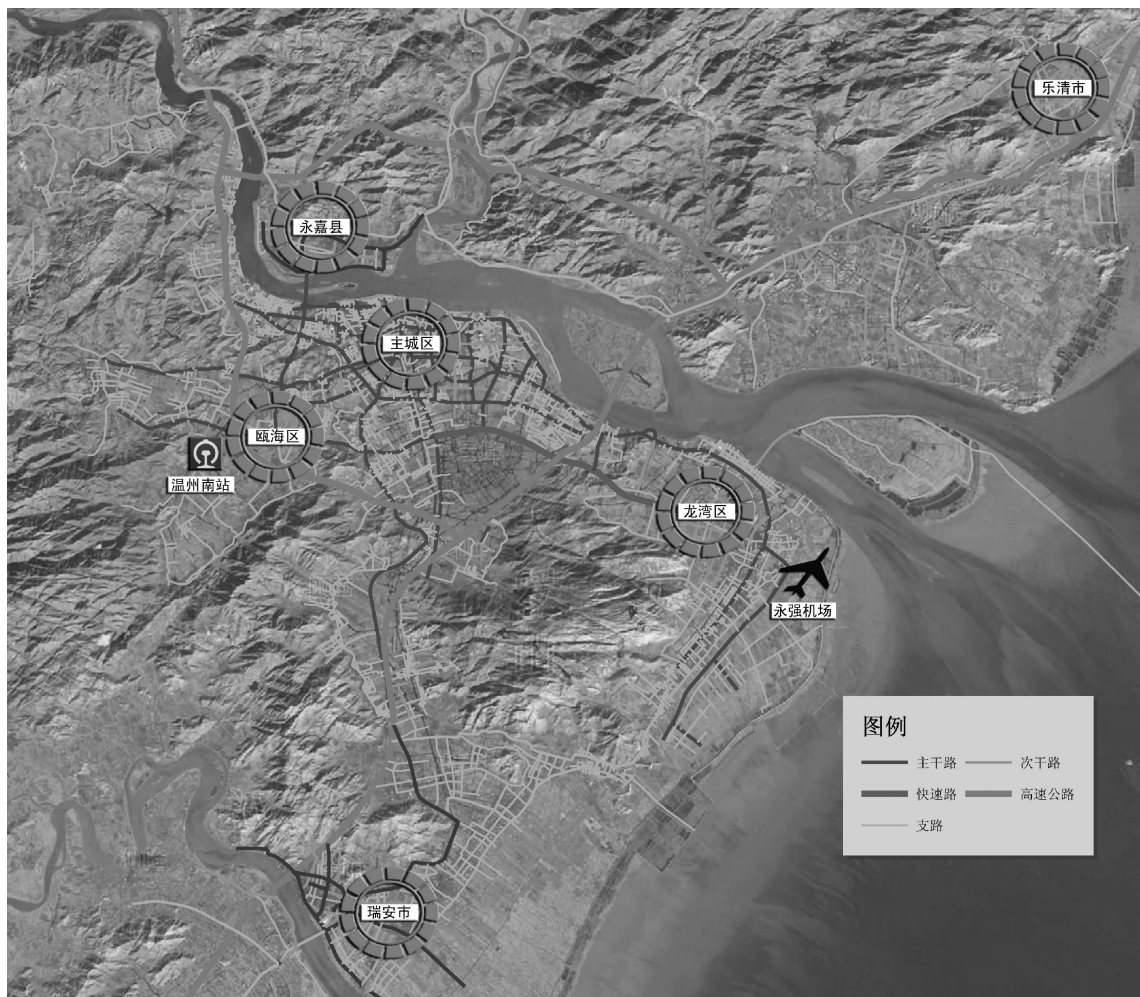 乐清市
永嘉县
主城区
瓯海区
温州南站
龙湾区
永强机场
图例
主干路 次干路
快速路 高速公路
支路
瑞安市